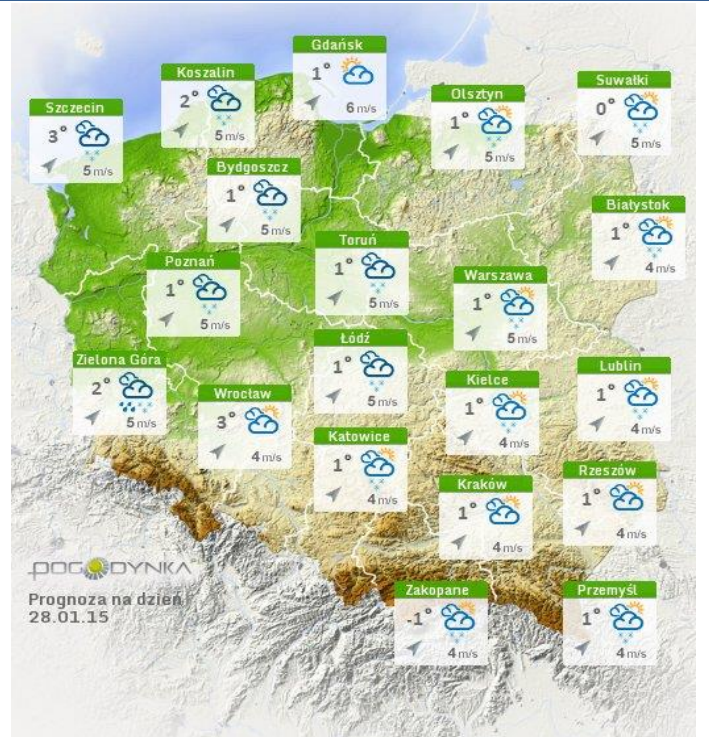 Gdańsk
1°
6 m/s
Koszalin
2°
5 m/s
Szczecin
3°
5 m/s
Olsztyn
1°
5 m/s
Suwałki
0°
5 m/s
Bydgoszcz
1°
5 m/s
Białystok
1°
4 m/s
Toruń
1°
5 m/s
Poznań
1°
5 m/s
Warszawa
1°
5 m/s
Łódź
1°
5 m/s
Zielona Góra
2°
5 m/s
Wrocław
3°
4 m/s
Kielce
1°
4 m/s
Lublin
1°
4 m/s
Katowice
1°
4 m/s
Kraków
1°
4 m/s
Rzeszów
1°
4 m/s
POGODYNKA
Prognoza na dzień
28.01.15
Zakopane
-1°
4 m/s
Przemyśl
1°
4 m/s